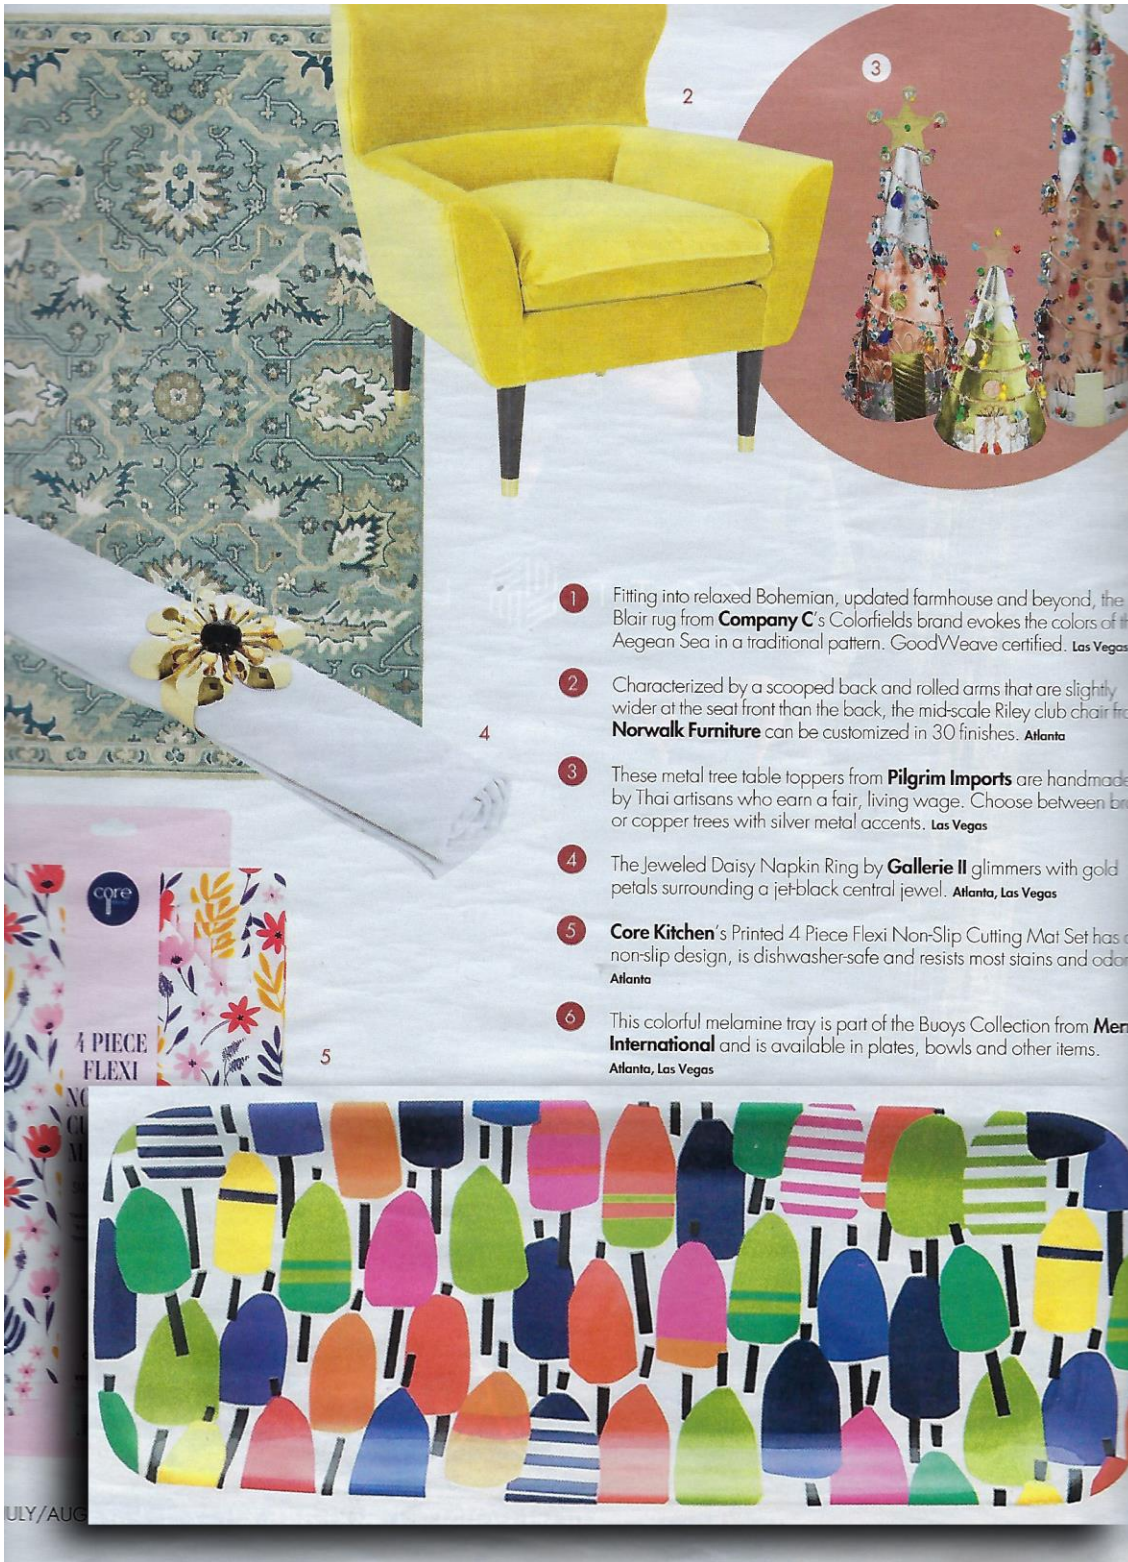 2
3
1
Fitting into relaxed Bohemian, updated farmhouse and beyond, the
Blair rug from Company C's Colorfields brand evokes the colors of
Aegean Sea in a traditional pattern. GoodWeave certified. Las Vegas
2
Characterized by a scooped back and rolled arms that are slightly
wider at the seat front than the back, the mid-scale Riley club chair
Norwalk Furniture can be customized in 30 finishes. Atlanta
4
3
These metal tree table toppers from Pilgrim Imports are handmade
by Thai artisans who earn a fair, living wage. Choose between
or copper trees with silver metal accents. Las Vegas
4
The Jeweled Daisy Napkin Ring by Gallerie II glimmers with gold
petals surrounding a jet-black central jewel. Atlanta, Las Vegas
5
Core Kitchen's Printed 4 Piece Flexi Non-Slip Cutting Mat Set has
non-slip design, is dishwasher-safe and resists most stains and
Atlanta
6
This colorful melamine tray is part of the Buoys Collection from
International and is available in plates, bowls and other items.
Atlanta, Las Vegas
core
4 PIECE
FLEXI
5